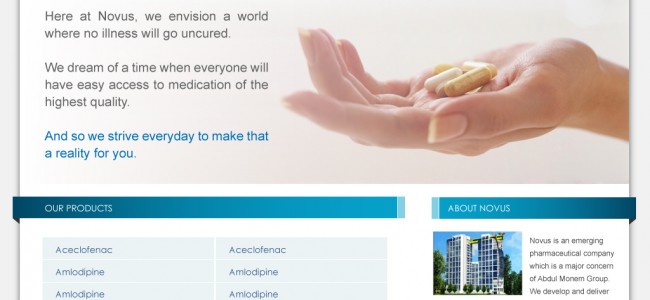 Here at Novus, we envision a world
where no illness will go uncured.
We dream of a time when everyone will
have easy access to medication of the
highest quality.
And so we strive everyday to make that
a reality for you.
OUR PRODUCTS
Aceclofenac Aceclofenac
Amlodipine Amlodipine
Amlodipine Amlodipine
ABOUT NOVUS
Novus is an emerging
pharmaceutical company
which is a major concern
of Abdul Monem Group.
We develop and deliver